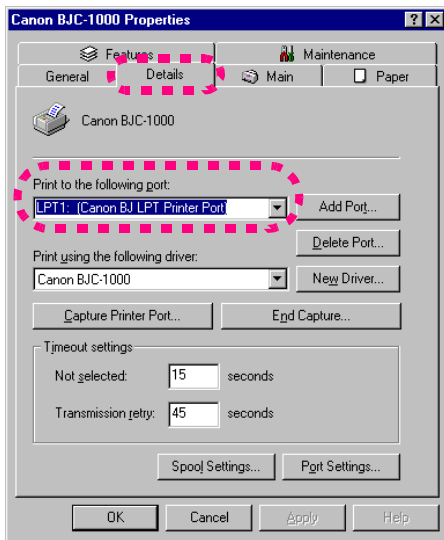 Canon BJC-1000 Properties
Features Maintenance
General Details Main Paper
Canon BJC-1000
Print to the following port:
LPT1: (Canon BJ LPT Printer Port) Add Port...
Delete Port...
Print using the following driver:
Canon BJC-1000 New Driver...
Capture Printer Port... End Capture...
Timeout settings
Not selected: 15 seconds
Transmission retry: 45 seconds
Spool Settings... Port Settings...
OK Cancel Apply Help